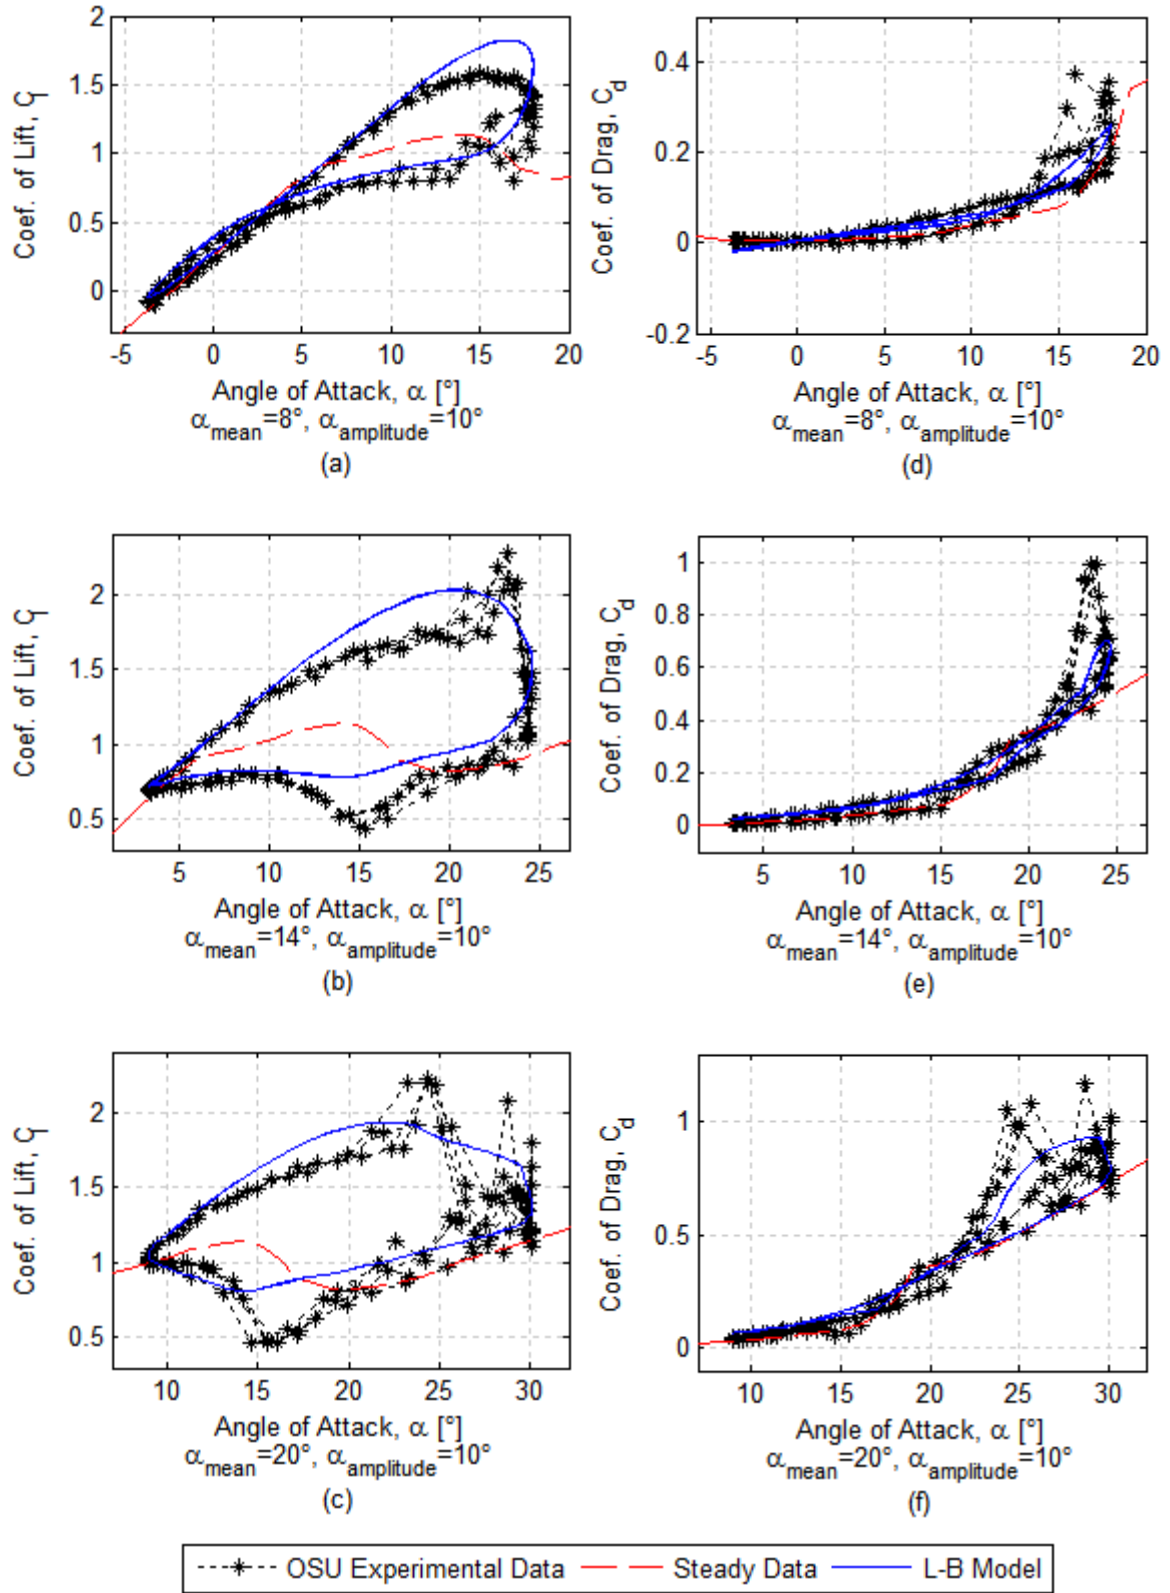 Coef. of Lift, Cl
2
1.5
1
0.5
0
-5 0 5 10 15 20
Angle of Attack, α [°]
αmean=8°, αamplitude=10°
(a)
Coef. of Drag, Cd
0.4
0.2
0
-0.2
-5 0 5 10 15 20
Angle of Attack, α [°]
αmean=8°, αamplitude=10°
(d)
Coef. of Lift, Cl
2
1.5
1
0.5
5 10 15 20 25
Angle of Attack, α [°]
αmean=14°, αamplitude=10°
(b)
Coef. of Drag, Cd
1
0.8
0.6
0.4
0.2
0
5 10 15 20 25
Angle of Attack, α [°]
αmean=14°, αamplitude=10°
(e)
Coef. of Lift, Cl
2
1.5
1
0.5
10 15 20 25 30
Angle of Attack, α [°]
αmean=20°, αamplitude=10°
(c)
Coef. of Drag, Cd
1
0.5
0
10 15 20 25 30
Angle of Attack, α [°]
αmean=20°, αamplitude=10°
(f)
OSU Experimental Data Steady Data L-B Model